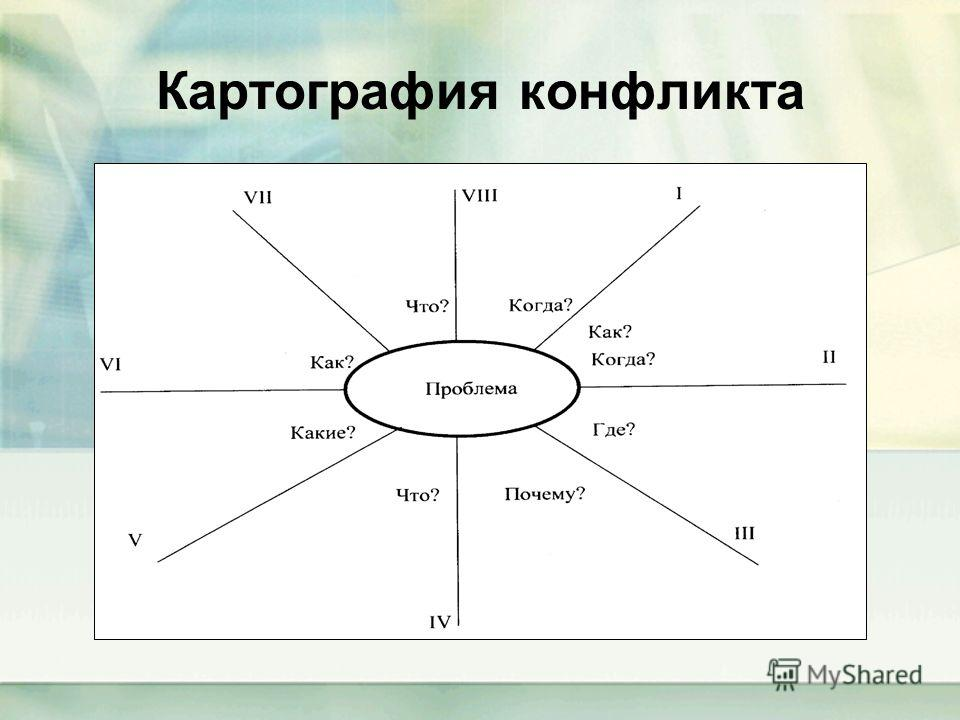 Картография конфликта
VII
VIII
I
Что?
Когда?
Как?
Когда?
II
VI
Как?
Проблема
Какие?
Где?
Что?
Почему?
V
III
IV
MyShared